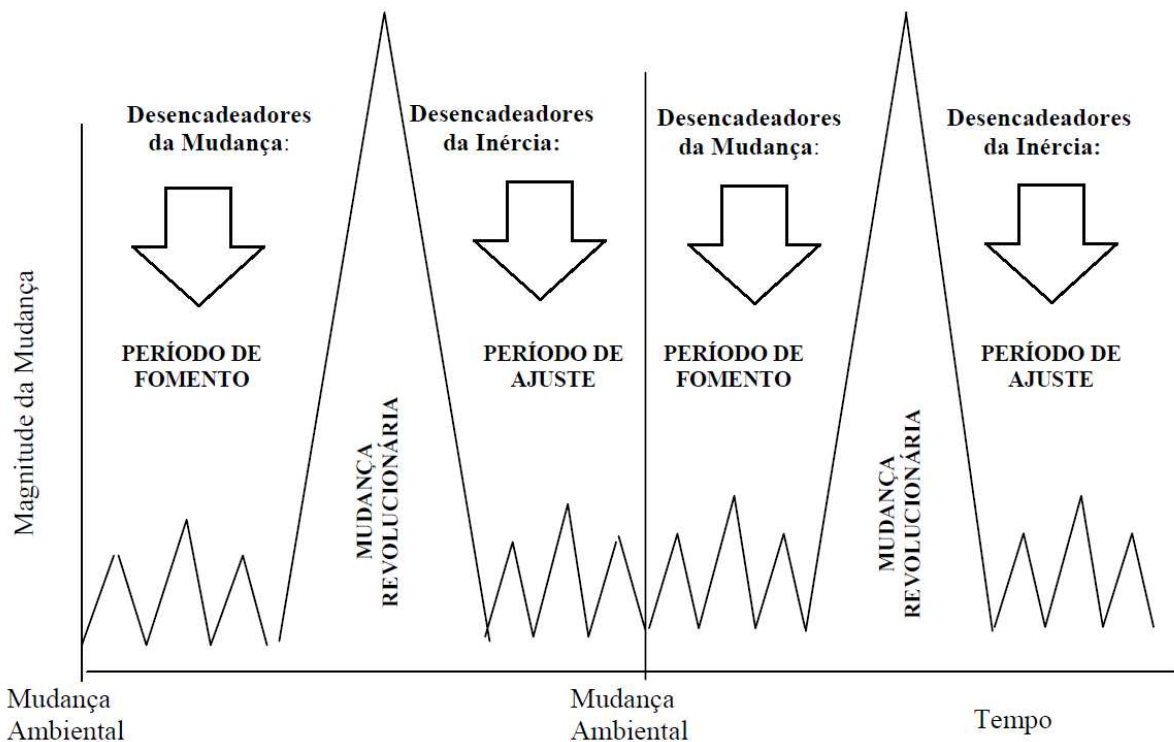 Desencadeadores
da Mudança:
Desencadeadores
da Inércia:
Desencadeadores
da Mudança:
Desencadeadores
da Inércia:
Magnitude da Mudança
PERÍODO DE
FOMENTO
MUDANÇA
REVOLUCIONÁRIA
PERÍODO DE
AJUSTE
PERÍODO DE
FOMENTO
MUDANÇA
REVOLUCIONÁRIA
PERÍODO DE
AJUSTE
Mudança
Ambiental
Mudança
Ambiental
Tempo